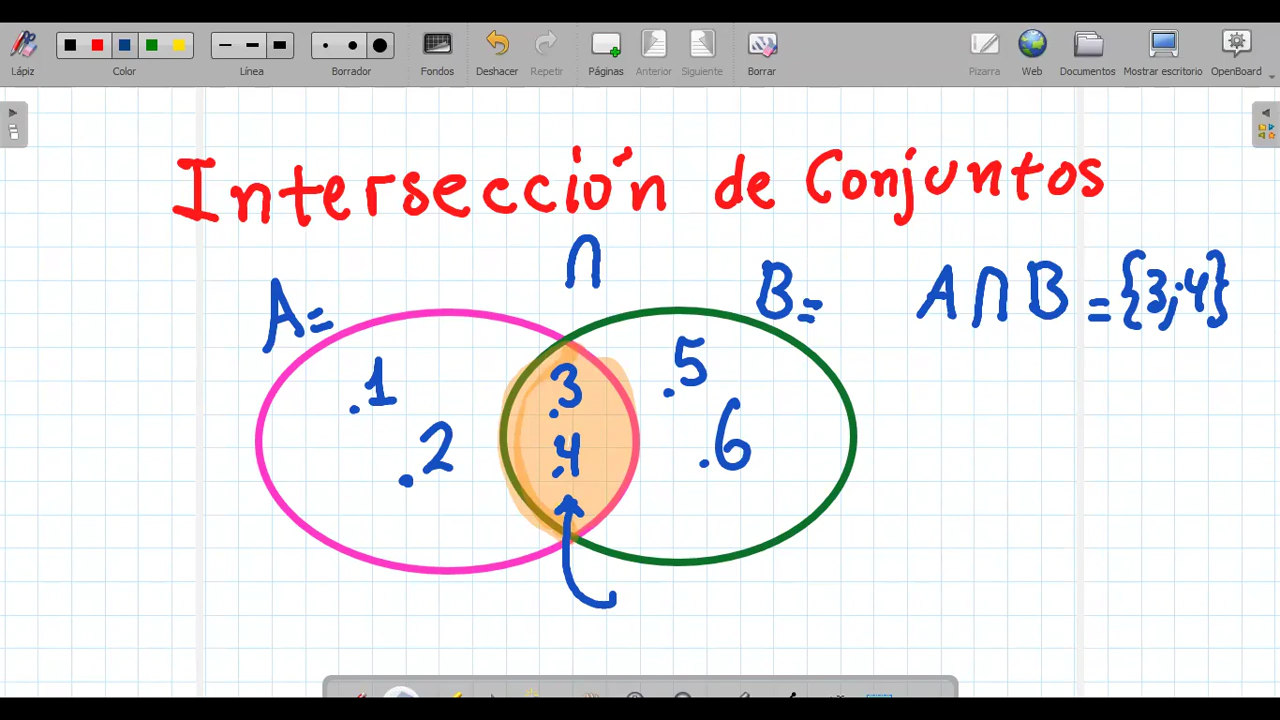 Lápiz Color Línea Borrador Fondos Deshacer Repetir Páginas Anterior Siguiente Borrar Pizarra Web Documentos Mostrar escritorio OpenBoard
Intersección de Conjuntos
∩
A= B= A∩B={3;4}
.1 .3 .5
.2 .4 .6